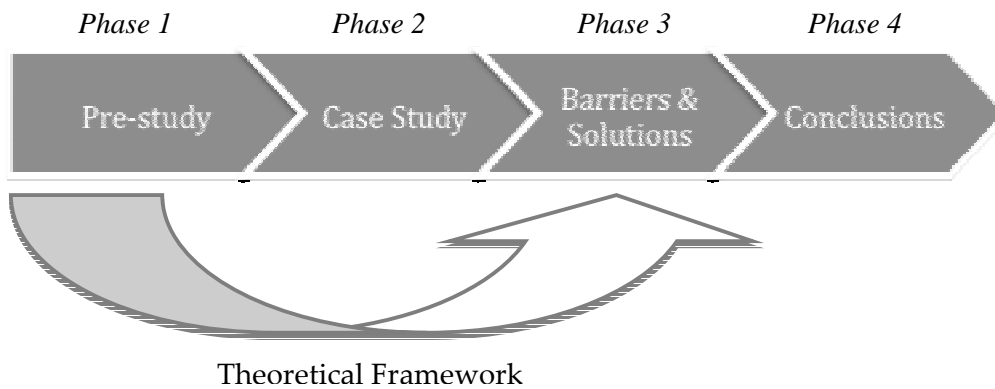 Phase 1
Phase 2
Phase 3
Phase 4
Pre-study
Case Study
Barriers &
Solutions
Conclusions
Theoretical Framework